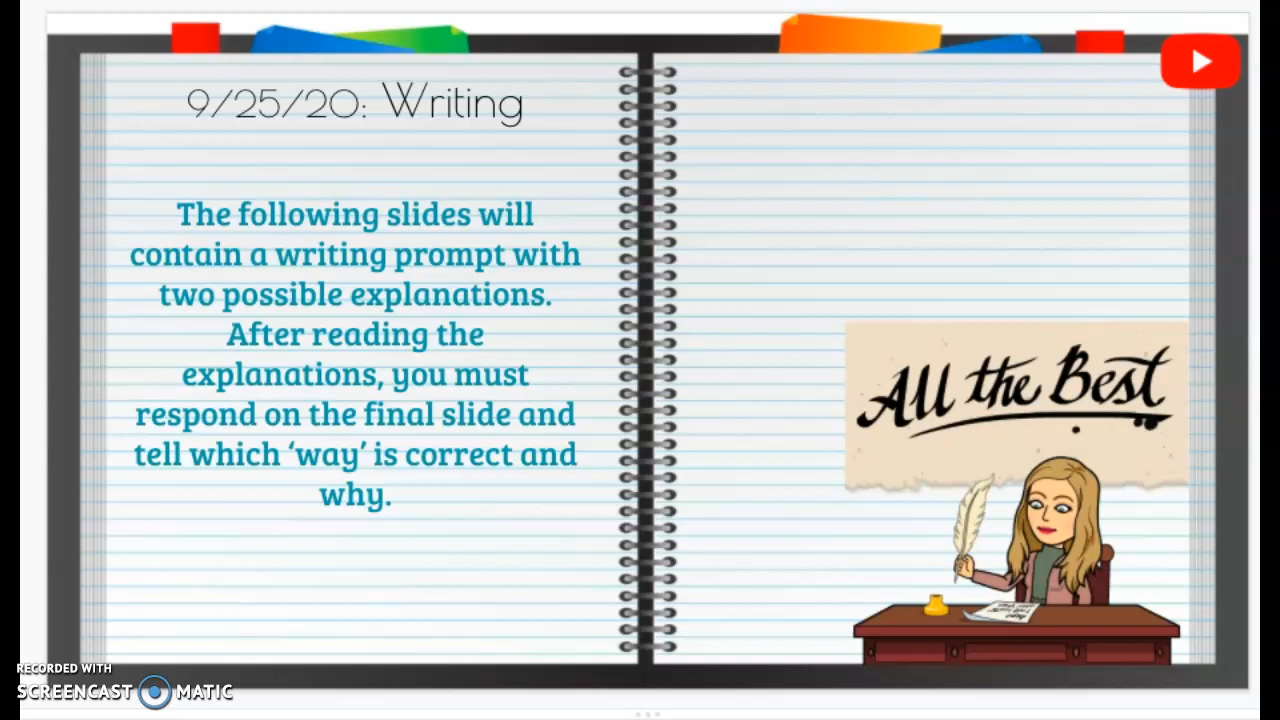 9/25/20: Writing
The following slides will
contain a writing prompt with
two possible explanations.
After reading the
explanations, you must
respond on the final slide and
tell which ‘way’ is correct and
why.
All the Best
RECORDED WITH
SCREENCAST MATIC